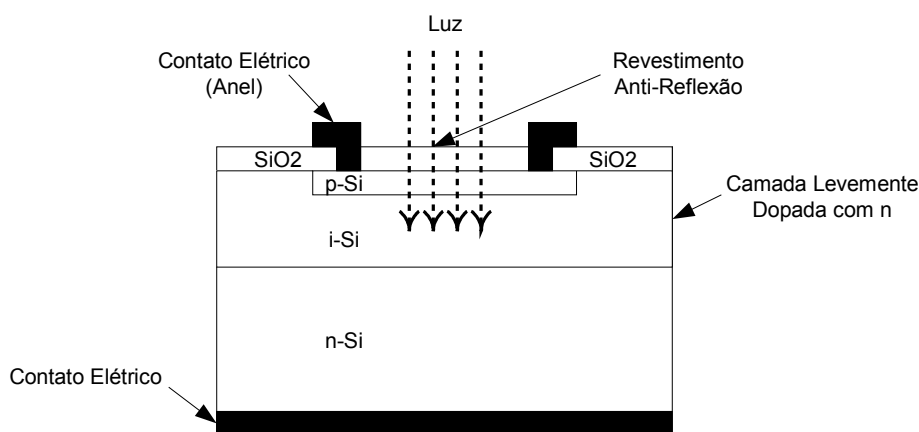 Luz
Contato Elétrico
(Anel)
Revestimento
Anti-Reflexão
SiO2
SiO2
p-Si
Camada Levemente
Dopada com n
i-Si
n-Si
Contato Elétrico